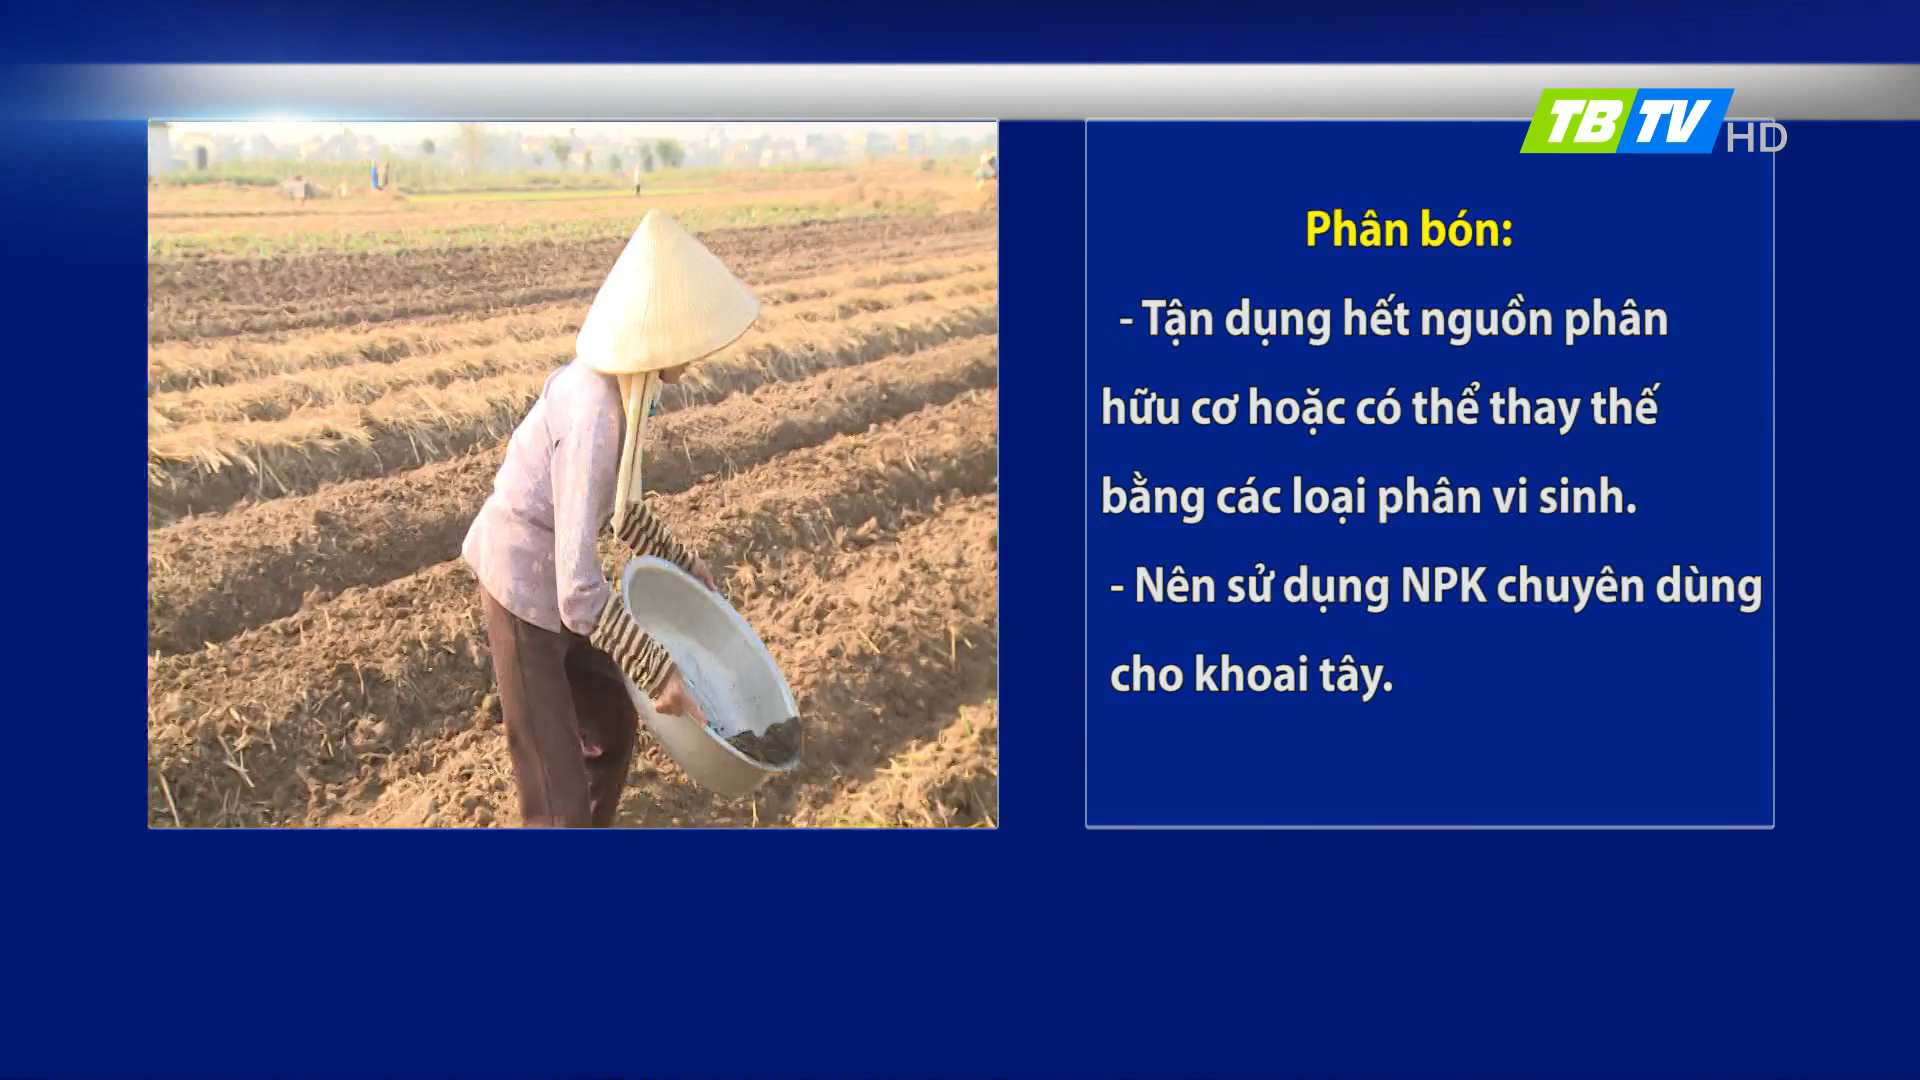 TBTV HD
Phân bón:
- Tận dụng hết nguồn phân
hữu cơ hoặc có thể thay thế
bằng các loại phân vi sinh.
- Nên sử dụng NPK chuyên dùng
cho khoai tây.